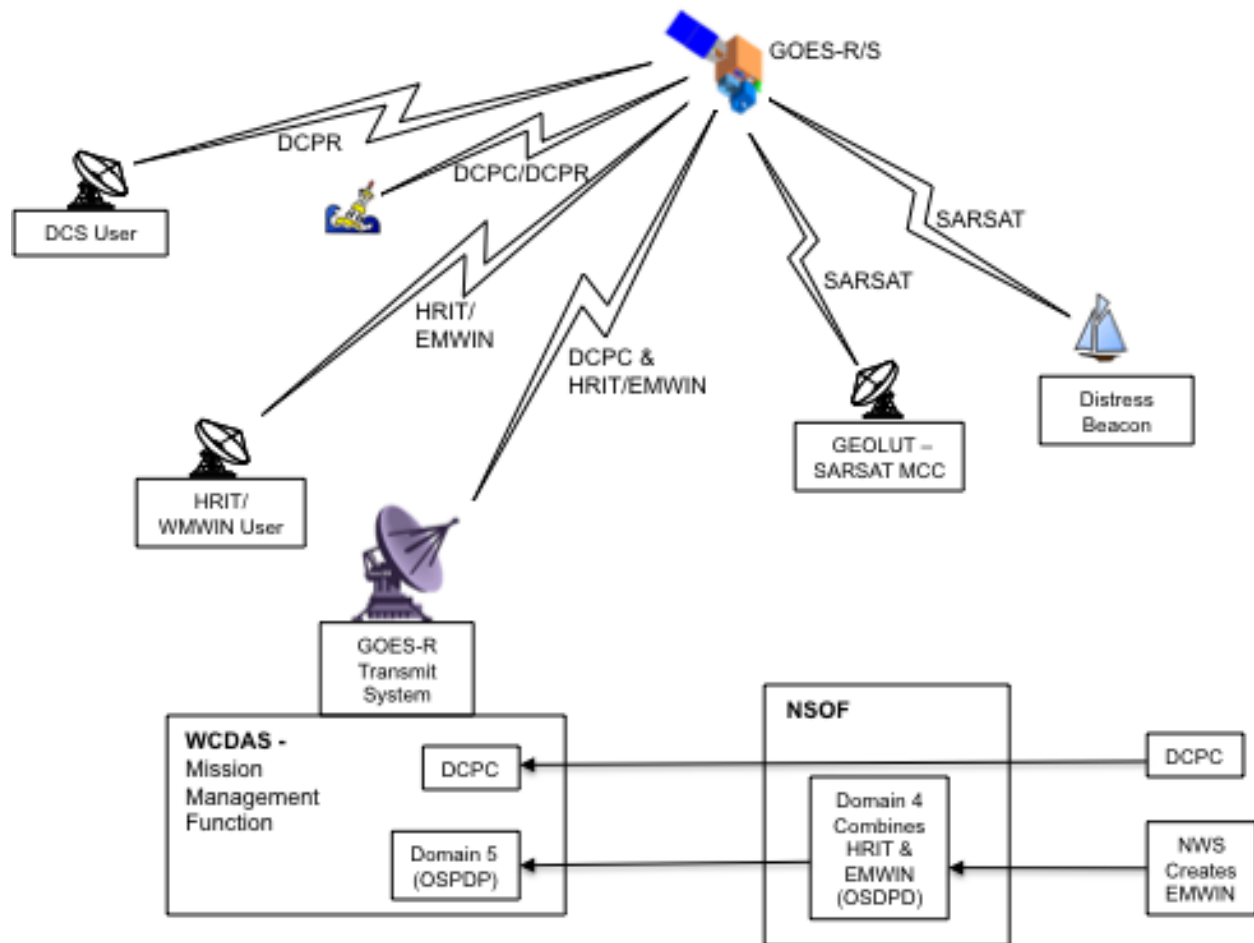 GOES-R/S
DCPR
DCPC/DCPR
SARSAT
DCS User
SARSAT
HRIT/
EMWIN
DCPC &
HRIT/EMWIN
Distress
Beacon
GEOLUT –
SARSAT MCC
HRIT/
WMWIN User
GOES-R
Transmit
System
WCDAS -
Mission
Management
Function
DCPC
Domain 5
(OSPDP)
NSOF
Domain 4
Combines
HRIT &
EMWIN
(OSDPD)
DCPC
NWS
Creates
EMWIN